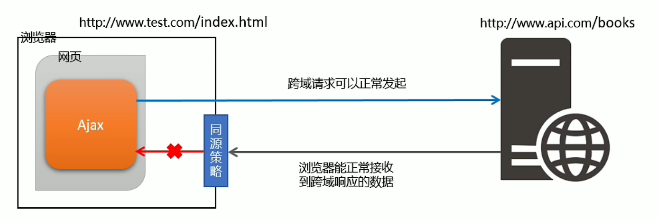 http://www.test.com/index.html
http://www.api.com/books
浏览器
网页
跨域请求可以正常发起
Ajax
同源策略
浏览器能正常接收
到跨域响应的数据